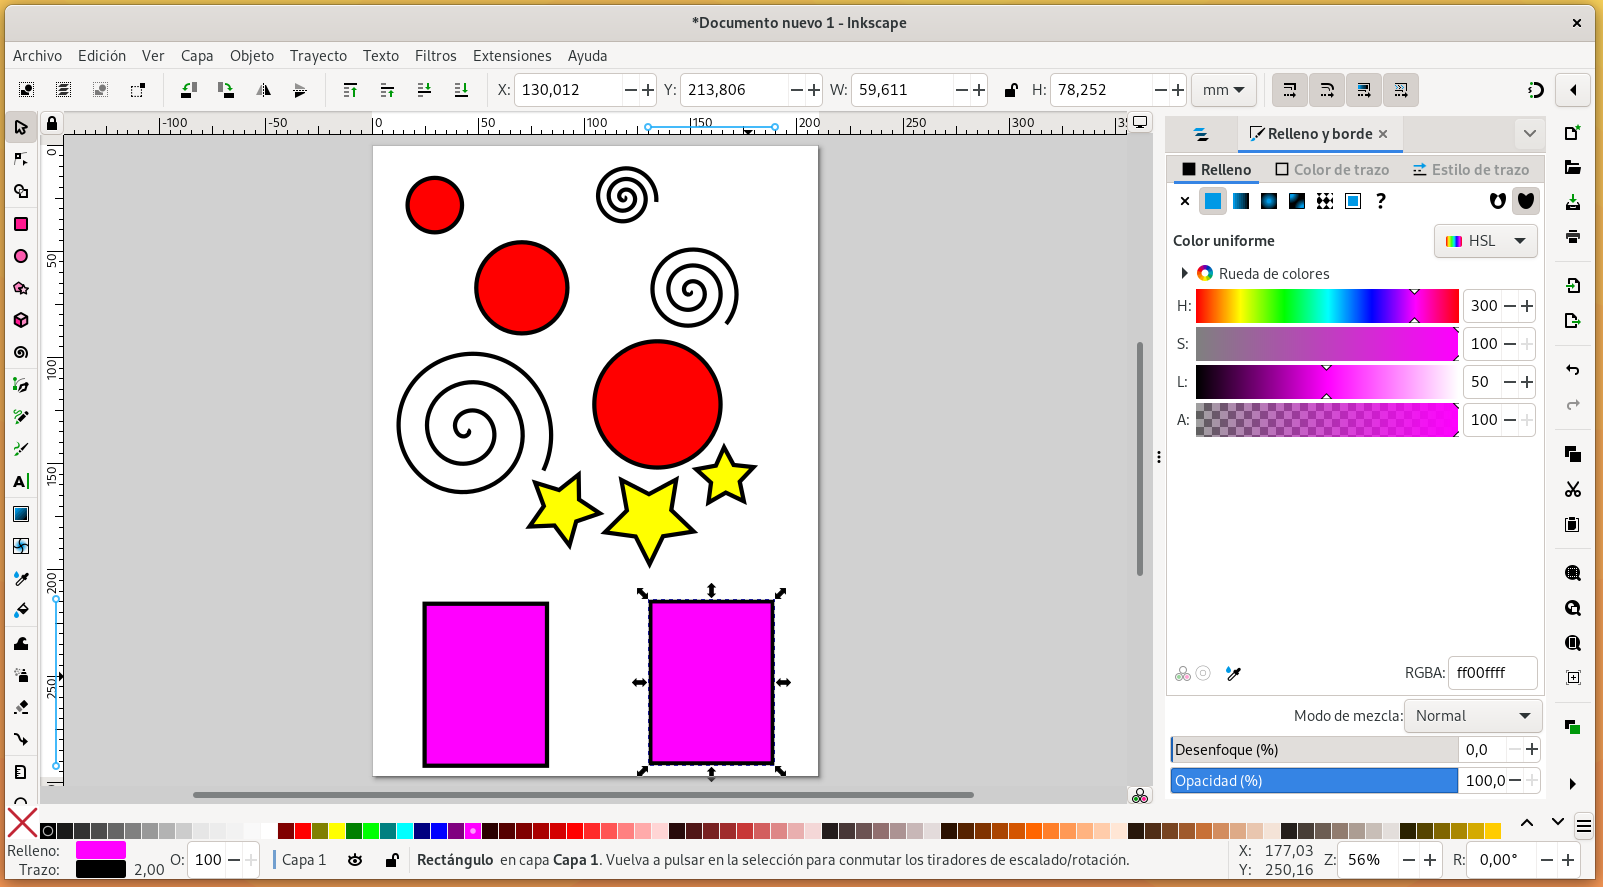 *Documento nuevo 1 - Inkscape
Archivo Edición Ver Capa Objeto Trayecto Texto Filtros Extensiones Ayuda
X: 130,012 Y: 213,806 W: 59,611 H: 78,252 mm
-100 -50 0 50 100 150 200 250 300
0
50
100
150
200
250
Relleno y borde
Relleno Color de trazo Estilo de trazo
Color uniforme HSL
Rueda de colores
H: 300
S: 100
L: 50
A: 100
RGBA: ff00ffff
Modo de mezcla: Normal
Desenfoque (%) 0,0
Opacidad (%) 100,0
Relleno:
Trazo: 2,00
O: 100
Capa 1
Rectángulo en capa Capa 1. Vuelva a pulsar en la selección para conmutar los tiradores de escalado/rotación.
X: 177,03
Y: 250,16
Z: 56%
R: 0,00°